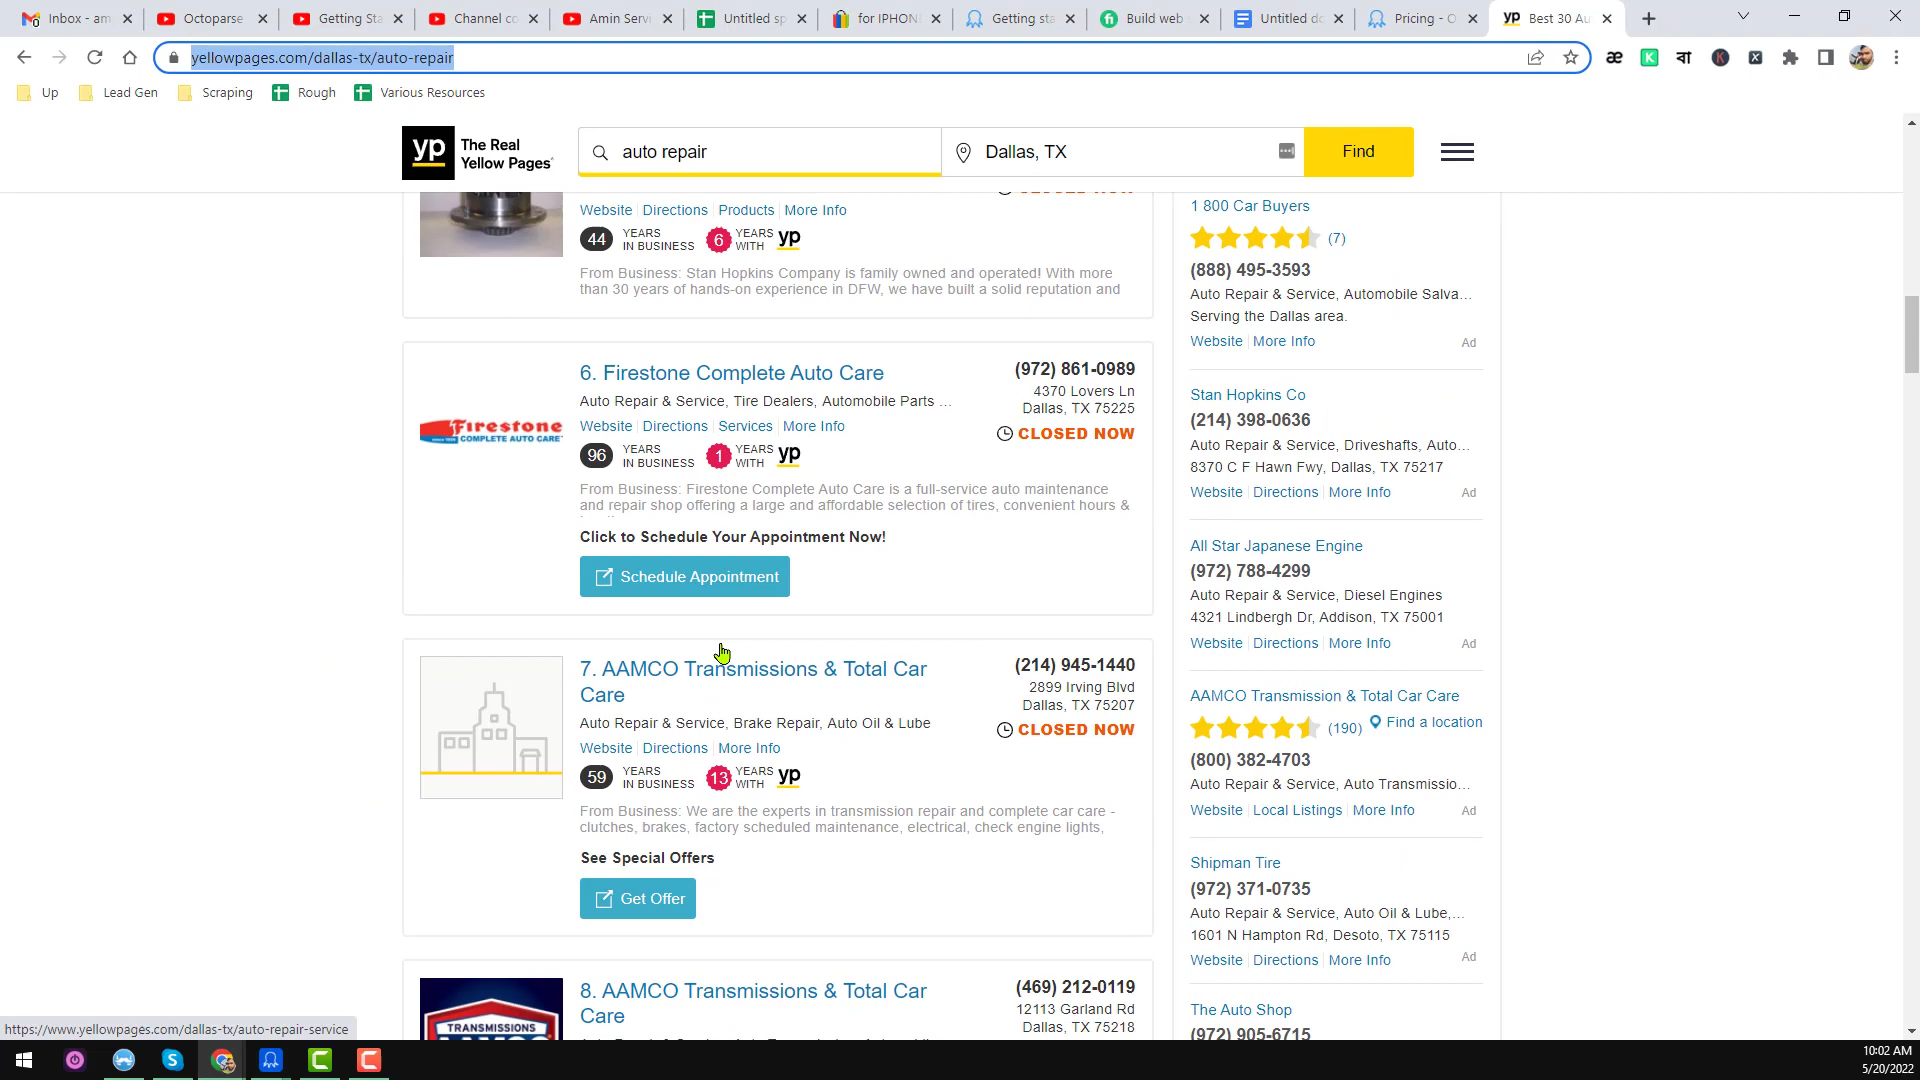 Inbox - am
Octoparse
Getting Sta
Channel co
Amin Servi
Untitled sp
for IPHON
Getting sta
Build web
Untitled do
Pricing - O
yp Best 30 Au
yellowpages.com/dallas-tx/auto-repair
Up
Lead Gen
Scraping
Rough
Various Resources
yp The Real Yellow Pages
auto repair
Dallas, TX
Find
Website Directions Products More Info
44 YEARS IN BUSINESS 6 YEARS WITH yp
From Business: Stan Hopkins Company is family owned and operated! With more
than 30 years of hands-on experience in DFW, we have built a solid reputation and
6. Firestone Complete Auto Care
Auto Repair & Service, Tire Dealers, Automobile Parts ...
Website Directions Services More Info
96 YEARS IN BUSINESS 1 YEARS WITH yp
From Business: Firestone Complete Auto Care is a full-service auto maintenance
and repair shop offering a large and affordable selection of tires, convenient hours &
Click to Schedule Your Appointment Now!
Schedule Appointment
(972) 861-0989
4370 Lovers Ln
Dallas, TX 75225
CLOSED NOW
Firestone
COMPLETE AUTO CARE
7. AAMCO Transmissions & Total Car
Care
Auto Repair & Service, Brake Repair, Auto Oil & Lube
Website Directions More Info
59 YEARS IN BUSINESS 13 YEARS WITH yp
From Business: We are the experts in transmission repair and complete car care -
clutches, brakes, factory scheduled maintenance, electrical, check engine lights,
See Special Offers
Get Offer
(214) 945-1440
2899 Irving Blvd
Dallas, TX 75207
CLOSED NOW
8. AAMCO Transmissions & Total Car
Care
(469) 212-0119
12113 Garland Rd
Dallas, TX 75218
TRANSMISSIONS
1 800 Car Buyers
(7)
(888) 495-3593
Auto Repair & Service, Automobile Salva...
Serving the Dallas area.
Website More Info Ad
Stan Hopkins Co
(214) 398-0636
Auto Repair & Service, Driveshafts, Auto...
8370 C F Hawn Fwy, Dallas, TX 75217
Website Directions More Info Ad
All Star Japanese Engine
(972) 788-4299
Auto Repair & Service, Diesel Engines
4321 Lindbergh Dr, Addison, TX 75001
Website Directions More Info Ad
AAMCO Transmission & Total Car Care
(190) Find a location
(800) 382-4703
Auto Repair & Service, Auto Transmissio...
Website Local Listings More Info Ad
Shipman Tire
(972) 371-0735
Auto Repair & Service, Auto Oil & Lube,...
1601 N Hampton Rd, Desoto, TX 75115
Website Directions More Info Ad
The Auto Shop
(972) 905-6715
https://www.yellowpages.com/dallas-tx/auto-repair-service
10:02 AM
5/20/2022